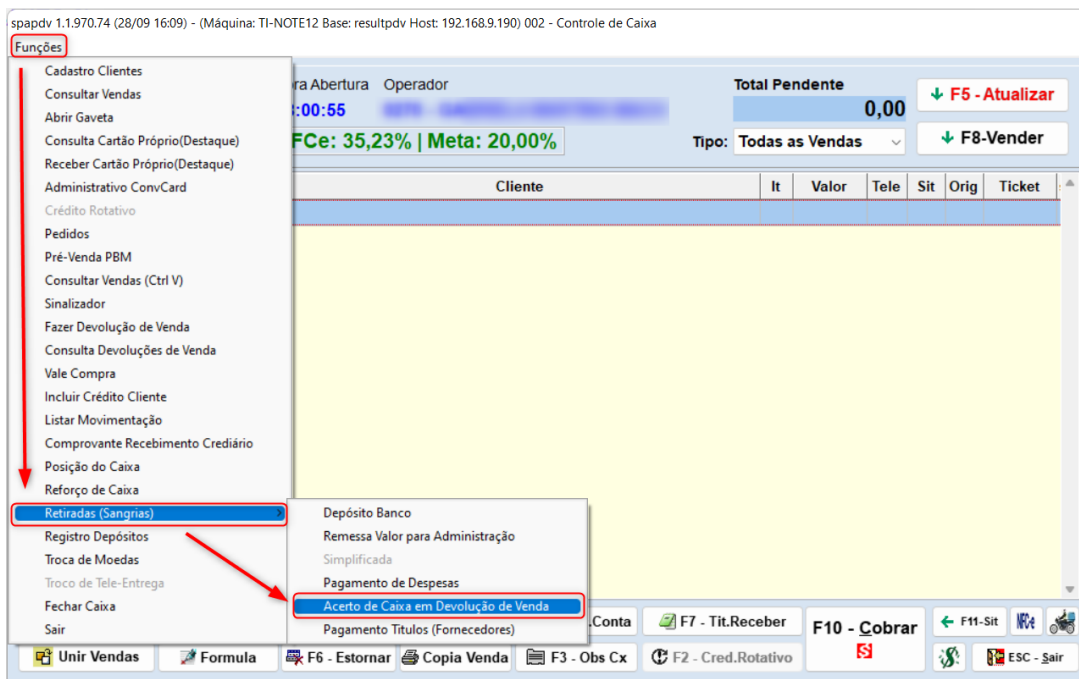 spapdv 1.1.970.74 (28/09 16:09) - (Máquina: TI-NOTE12 Base: resultpdv Host: 192.168.9.190) 002 - Controle de Caixa
Funções
Cadastro Clientes
Consultar Vendas
Abrir Gaveta
Consulta Cartão Próprio(Destaque)
Receber Cartão Próprio(Destaque)
Administrativo ConvCard
Crédito Rotativo
Pedidos
Pré-Venda PBM
Consultar Vendas (Ctrl V)
Sinalizador
Fazer Devolução de Venda
Consulta Devoluções de Venda
Vale Compra
Incluir Crédito Cliente
Listar Movimentação
Comprovante Recebimento Crediário
Posição do Caixa
Reforço de Caixa
Retiradas (Sangrias)
Registro Depósitos
Troca de Moedas
Troco de Tele-Entrega
Fechar Caixa
Sair
Depósito Banco
Remessa Valor para Administração
Simplificada
Pagamento de Despesas
Acerto de Caixa em Devolução de Venda
Pagamento Titulos (Fornecedores)
ra Abertura Operador
:00:55
FCe: 35,23% | Meta: 20,00%
Total Pendente
0,00
Tipo: Todas as Vendas
F5 - Atualizar
F8-Vender
Cliente It Valor Tele Sit Orig Ticket
.Conta F7 - Tit.Receber F10 - Cobrar F11-Sit NFCe
Unir Vendas Formula F6 - Estornar Copia Venda F3 - Obs Cx F2 - Cred.Rotativo ESC - Sair